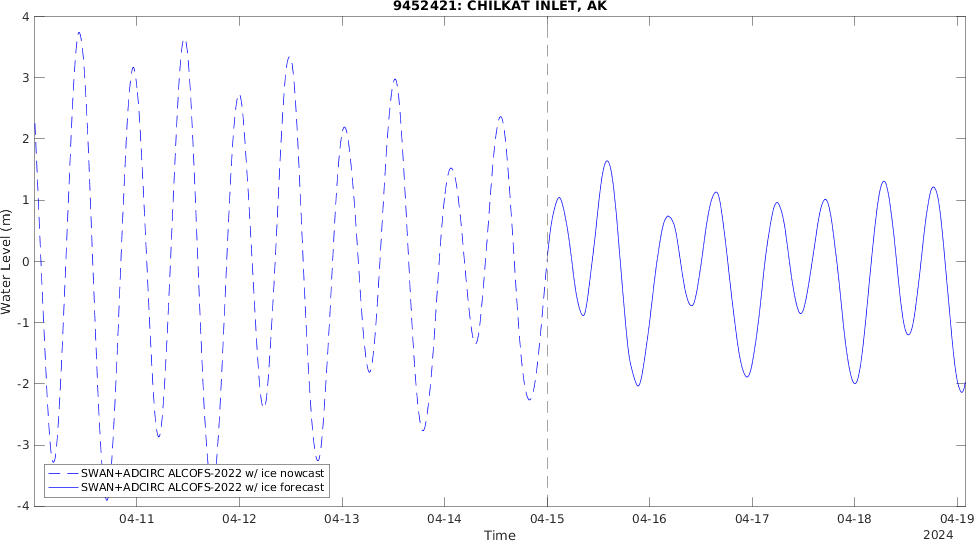 9452421: CHILKAT INLET, AK
4
3
2
1
0
-1
-2
-3
-4
Water Level (m)
SWAN+ADCIRC ALCOFS-2022 w/ ice nowcast
SWAN+ADCIRC ALCOFS-2022 w/ ice forecast
04-11 04-12 04-13 04-14 04-15 04-16 04-17 04-18 04-19
Time
2024